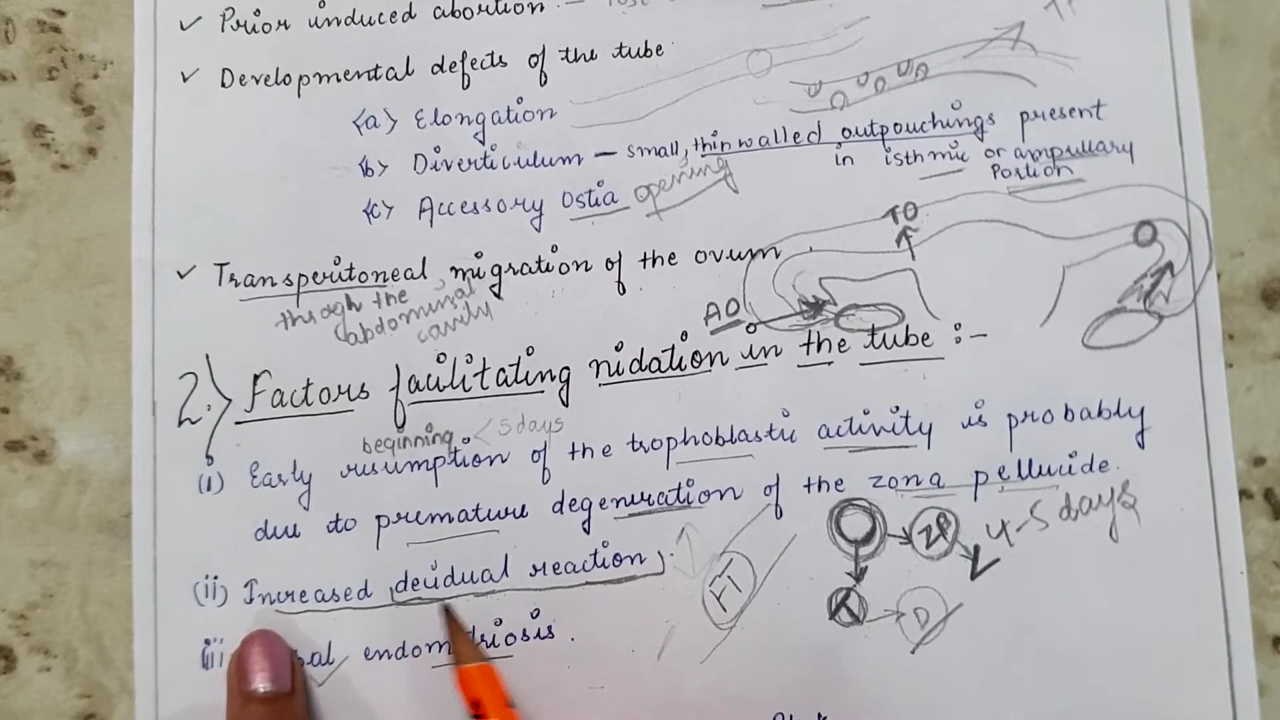 ✓ Prior induced abortion. –
✓ Developmental defects of the tube
(a) Elongation
(b) Diverticulum — small, thin walled outpouchings present
in isthmic or ampullary
Portion
(c) Accessory Ostia opening
TO
✓ Transperitoneal migration of the ovum
through the
abdominal
cavity
AO
2.) Factors facilitating nidation in the tube :-
beginning < 5 days
(i) Early resumption of the trophoblastic activity is probably
due to premature degeneration of the zona pellucide.
ZP 4-5 days
(ii) Increased decidual reaction.
FT
D
endometriosis.